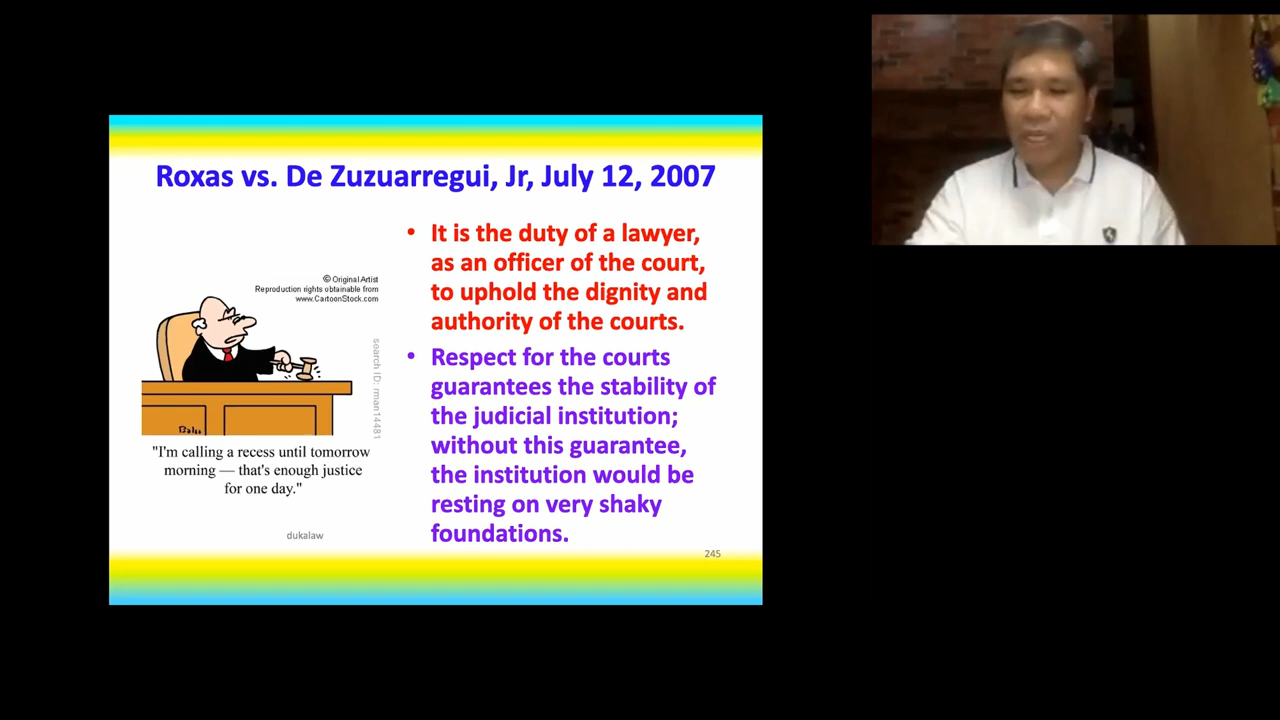 Roxas vs. De Zuzuarregui, Jr, July 12, 2007
• It is the duty of a lawyer,
as an officer of the court,
to uphold the dignity and
authority of the courts.
• Respect for the courts
guarantees the stability of
the judicial institution;
without this guarantee,
the institution would be
resting on very shaky
foundations.
© Original Artist
Reproduction rights obtainable from
www.CartoonStock.com
search ID: rman14481
"I'm calling a recess until tomorrow
morning — that's enough justice
for one day."
dukalaw
245